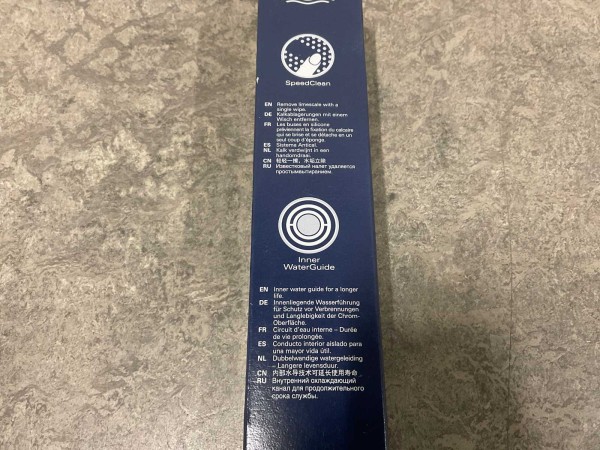 SpeedClean
EN Remove limescale with a
single wipe.
DE Kalkablagerungen mit einem
Wisch entfernen.
FR Les buses en silicone
préviennent la fixation du calcaire
qui se brise et se détache en un
seul coup d'éponge.
ES Sistema Antical.
NL Kalk verdwijnt in een
handomdraai.
CN 轻轻一擦，水垢立除
RU Известковый налет удаляется
простымвытиранием.
Inner
WaterGuide
EN Inner water guide for a longer
life.
DE Innenliegende Wasserführung
für Schutz vor Verbrennungen
und Langlebigkeit der Chrom-
Oberfläche.
FR Circuit d'eau interne – Durée
de vie prolongée.
ES Conducto interior aislado para
una mayor vida útil.
NL Dubbelwandige watergeleiding
– Langere levensduur.
CN 内部水导技术可延长使用寿命
RU Внутренний охлаждающий
канал для продолжительного
срока службы.